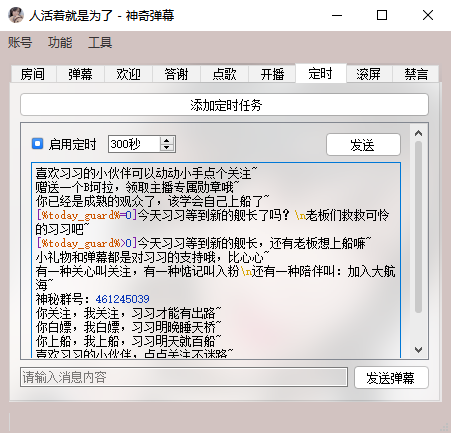 人活着就是为了 - 神奇弹幕
账号 功能 工具
房间 弹幕 欢迎 答谢 点歌 开播 定时 滚屏 禁言
添加定时任务
启用定时 300秒 发送
喜欢习习的小伙伴可以动动小手点个关注~
赠送一个B坷拉，领取主播专属勋章哦~
你已经是成熟的观众了，该学会自己上船了~
[%today_guard%=0]今天习习等到新的舰长了吗？\n老板们救救可怜
的习习吧~
[%today_guard%>0]今天习习等到新的舰长，还有老板想上船嘛~
小礼物和弹幕都是对习习的支持哦，比心心~
有一种关心叫关注，有一种惦记叫入粉\n还有一种陪伴叫：加入大航
海~
神秘群号：461245039
你关注，我关注，习习才能有出路~
你白嫖，我白嫖，习习明晚睡天桥~
你上船，我上船，习习明天就百船~
喜欢习习的小伙伴，点点关注不迷路~
请输入消息内容 发送弹幕